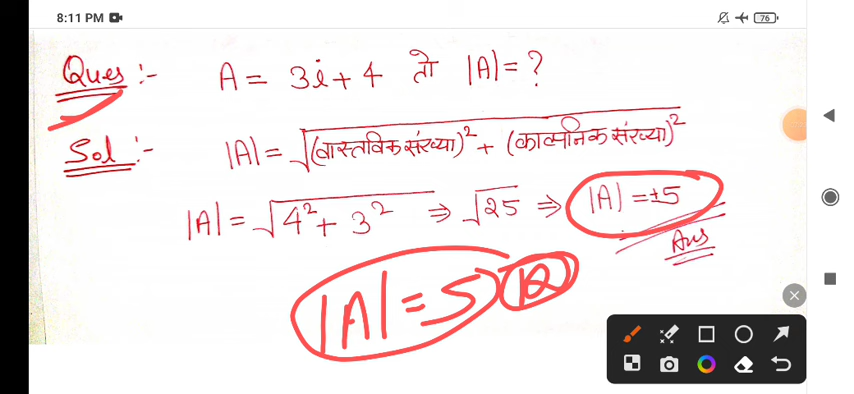 8:11 PM
76
Ques :- A = 3i + 4 तो |A| = ?
Sol :- |A| = √(वास्तविक संख्या)² + (काल्पनिक संख्या)²
|A| = √4² + 3² ⇒ √25 ⇒ |A| = ±5
Ans
|A| = 5